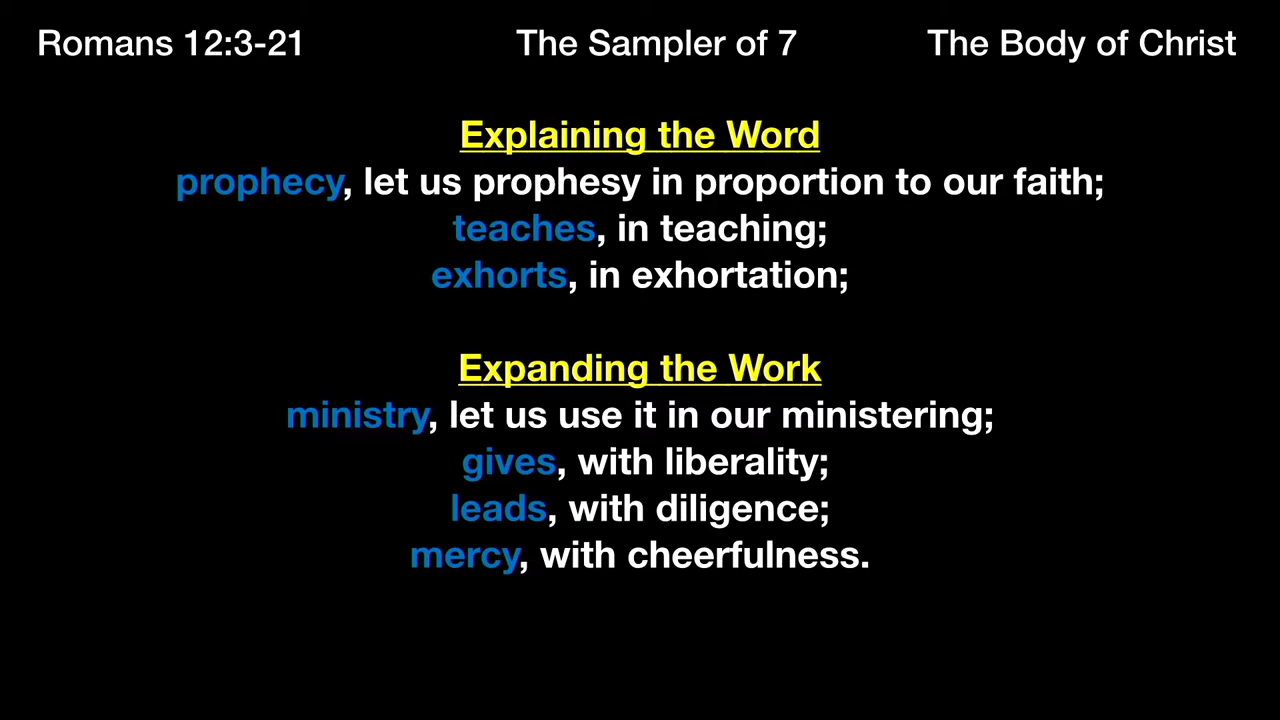 Romans 12:3-21 The Sampler of 7 The Body of Christ
Explaining the Word
prophecy, let us prophesy in proportion to our faith;
teaches, in teaching;
exhorts, in exhortation;
Expanding the Work
ministry, let us use it in our ministering;
gives, with liberality;
leads, with diligence;
mercy, with cheerfulness.